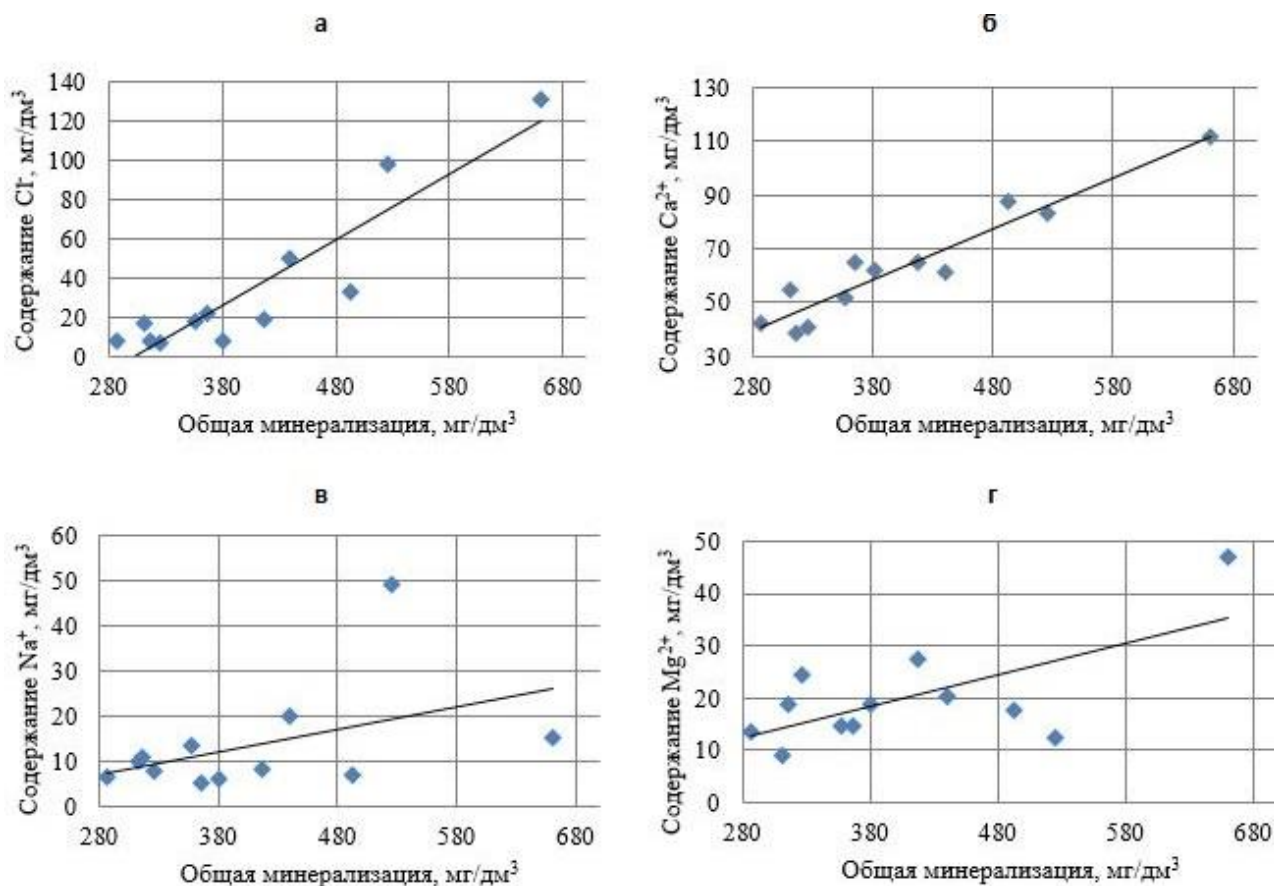 а
Содержание Cl⁻, мг/дм³
140
120
100
80
60
40
20
0
280 380 480 580 680
Общая минерализация, мг/дм³
б
Содержание Ca²⁺, мг/дм³
130
110
90
70
50
30
280 380 480 580 680
Общая минерализация, мг/дм³
в
Содержание Na⁺, мг/дм³
60
50
40
30
20
10
0
280 380 480 580 680
Общая минерализация, мг/дм³
г
Содержание Mg²⁺, мг/дм³
50
40
30
20
10
0
280 380 480 580 680
Общая минерализация, мг/дм³